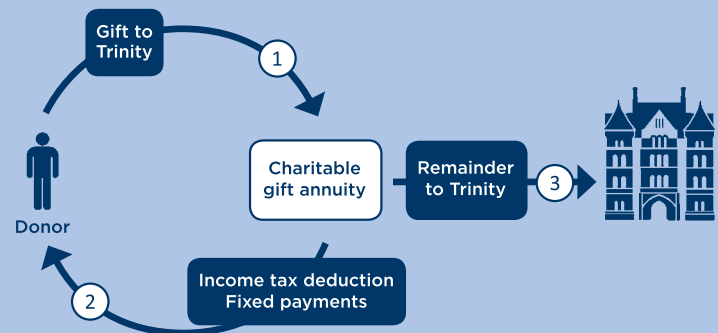 Gift to
Trinity
1
Charitable
gift annuity
Remainder
to Trinity
3
Donor
Income tax deduction
Fixed payments
2